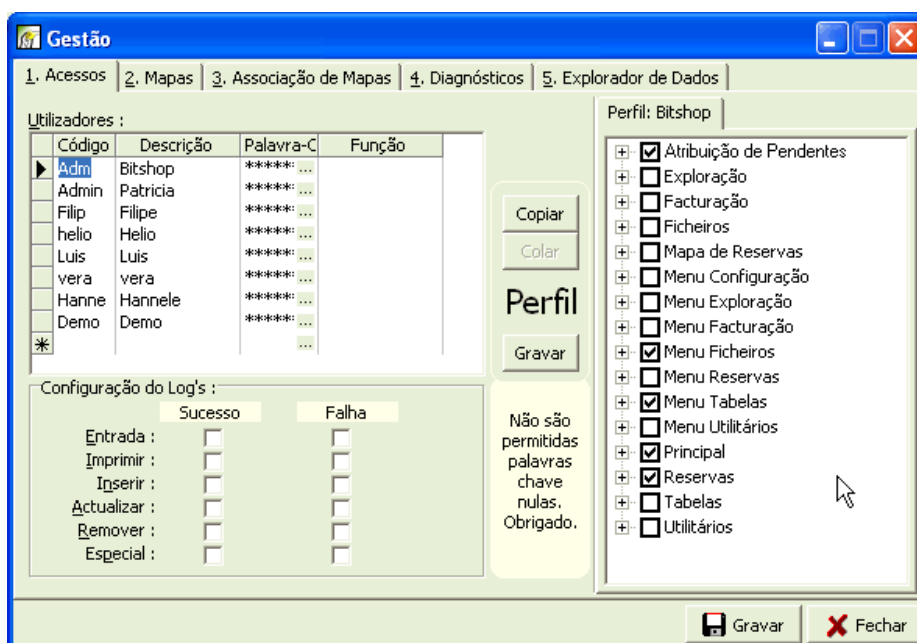 Gestão
1. Acessos 2. Mapas 3. Associação de Mapas 4. Diagnósticos 5. Explorador de Dados
Utilizadores :
Código Descrição Palavra-C Função
Adm Bitshop ***** ...
Admin Patricia ***** ...
Filip Filipe ***** ...
helio Helio ***** ...
Luis Luis ***** ...
vera vera ***** ...
Hanne Hannele ***** ...
Demo Demo ***** ...
...
Copiar
Colar
Perfil
Gravar
Configuração do Log's :
Sucesso Falha
Entrada :
Imprimir :
Inserir :
Actualizar :
Remover :
Especial :
Não são
permitidas
palavras
chave
nulas.
Obrigado.
Perfil: Bitshop
Atribuição de Pendentes
Exploração
Facturação
Ficheiros
Mapa de Reservas
Menu Configuração
Menu Exploração
Menu Facturação
Menu Ficheiros
Menu Reservas
Menu Tabelas
Menu Utilitários
Principal
Reservas
Tabelas
Utilitários
Gravar Fechar